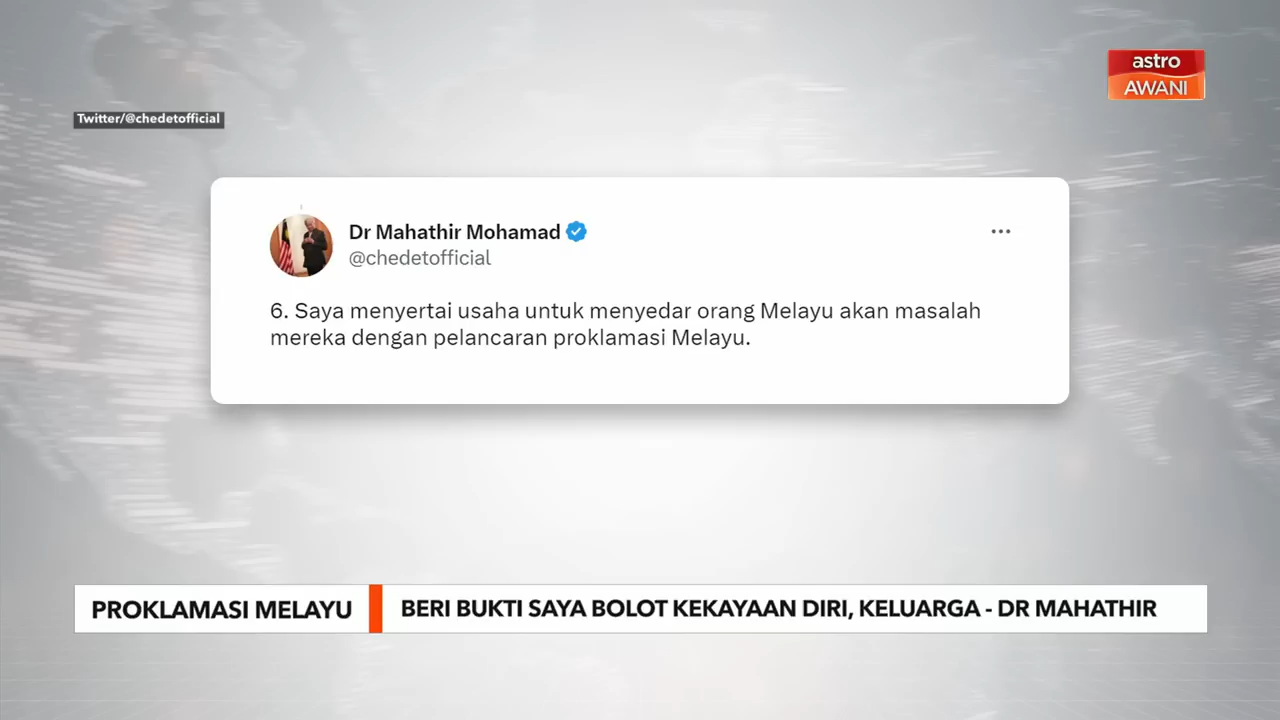 astro
AWANI
Twitter/@chedetofficial
Dr Mahathir Mohamad
@chedetofficial
6. Saya menyertai usaha untuk menyedar orang Melayu akan masalah
mereka dengan pelancaran proklamasi Melayu.
PROKLAMASI MELAYU
BERI BUKTI SAYA BOLOT KEKAYAAN DIRI, KELUARGA - DR MAHATHIR